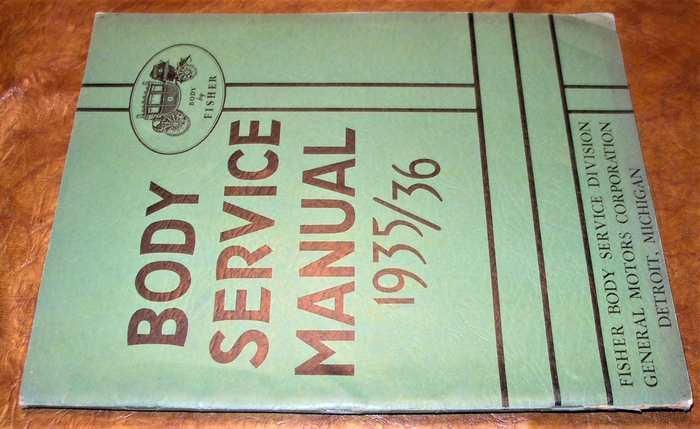 BODY
by
FISHER
BODY
SERVICE
MANUAL
1935/36
FISHER BODY SERVICE DIVISION
GENERAL MOTORS CORPORATION
DETROIT, MICHIGAN